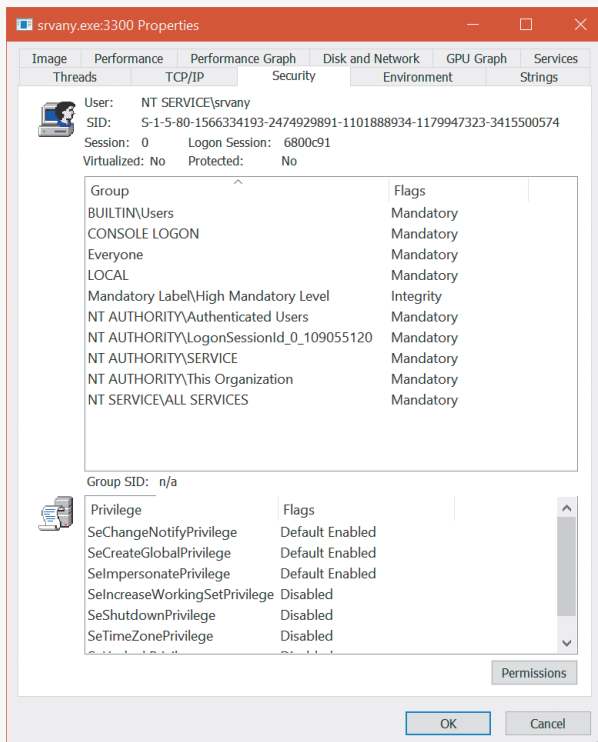 srvany.exe:3300 Properties
Image Performance Performance Graph Disk and Network GPU Graph Services
Threads TCP/IP Security Environment Strings
User: NT SERVICE\srvany
SID: S-1-5-80-1566334193-2474929891-1101888934-1179947323-3415500574
Session: 0 Logon Session: 6800c91
Virtualized: No Protected: No
Group Flags
BUILTIN\Users Mandatory
CONSOLE LOGON Mandatory
Everyone Mandatory
LOCAL Mandatory
Mandatory Label\High Mandatory Level Integrity
NT AUTHORITY\Authenticated Users Mandatory
NT AUTHORITY\LogonSessionId_0_109055120 Mandatory
NT AUTHORITY\SERVICE Mandatory
NT AUTHORITY\This Organization Mandatory
NT SERVICE\ALL SERVICES Mandatory
Group SID: n/a
Privilege Flags
SeChangeNotifyPrivilege Default Enabled
SeCreateGlobalPrivilege Default Enabled
SeImpersonatePrivilege Default Enabled
SeIncreaseWorkingSetPrivilege Disabled
SeShutdownPrivilege Disabled
SeTimeZonePrivilege Disabled
Permissions
OK Cancel